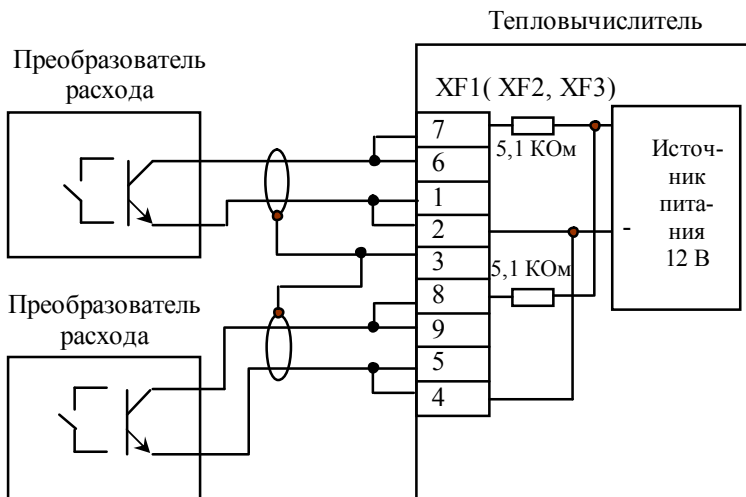 Тепловычислитель
Преобразователь
расхода
XF1( XF2, XF3)
7
6
1
2
3
8
9
5
4
5,1 КОм
5,1 КОм
Источ-
ник
пита-
ния
12 В
-
Преобразователь
расхода